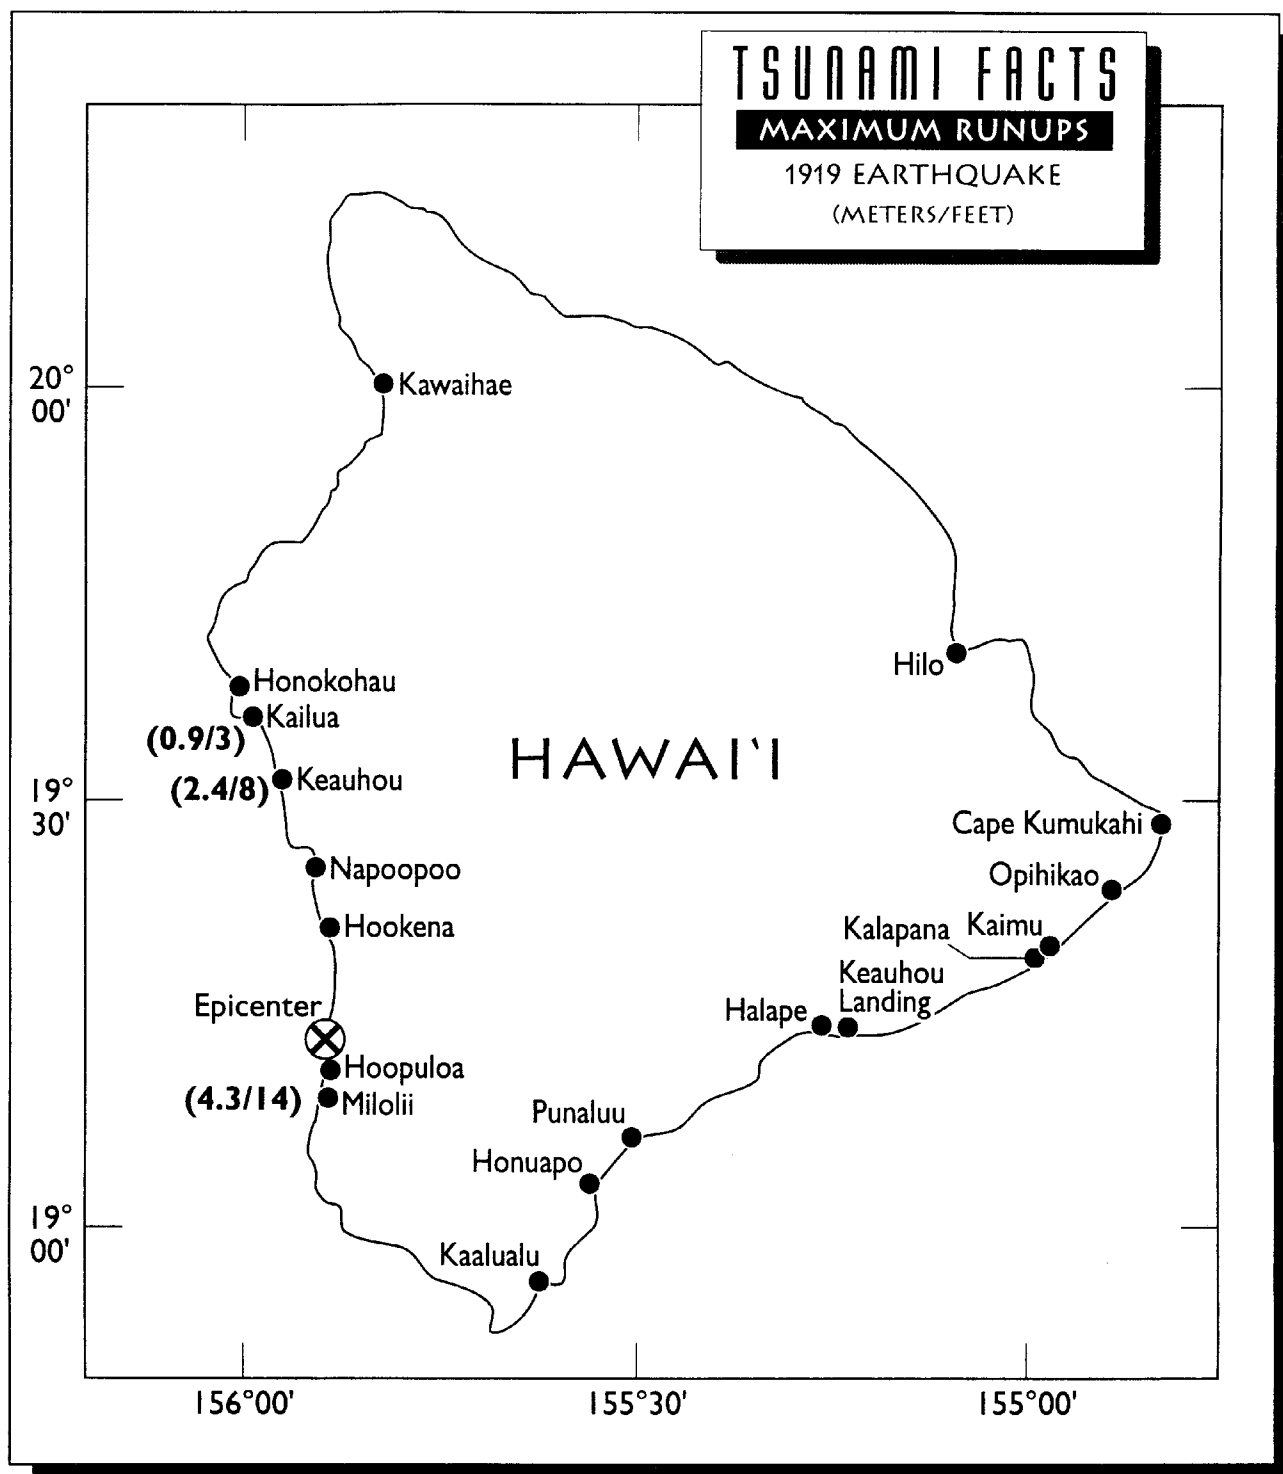 TSUNAMI FACTS
MAXIMUM RUNUPS
1919 EARTHQUAKE
(METERS/FEET)
20°
00'
Kawaihae
Hilo
Honokohau
Kailua
(0.9/3)
HAWAI‘I
Keauhou
(2.4/8)
19°
30'
Cape Kumukahi
Napoopoo
Opihikao
Hookena
Kaimu
Kalapana
Keauhou
Landing
Epicenter
Halape
Hoopuloa
(4.3/14)
Milolii
Punaluu
Honuapo
19°
00'
Kaalualu
156°00'
155°30'
155°00'